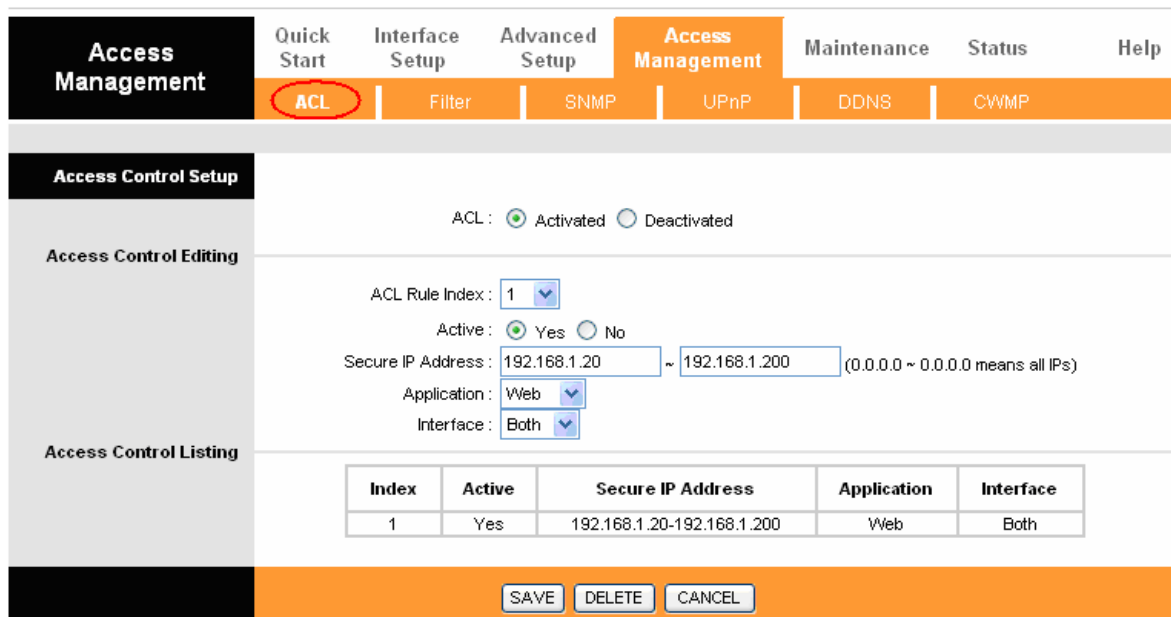 Access Management
Quick Start
Interface Setup
Advanced Setup
Access Management
Maintenance
Status
Help
ACL
Filter
SNMP
UPnP
DDNS
CWMP
Access Control Setup
ACL : Activated Deactivated
Access Control Editing
ACL Rule Index : 1
Active : Yes No
Secure IP Address : 192.168.1.20 ~ 192.168.1.200 (0.0.0.0 ~ 0.0.0.0 means all IPs)
Application : Web
Interface : Both
Access Control Listing
Index Active Secure IP Address Application Interface
1 Yes 192.168.1.20-192.168.1.200 Web Both
SAVE DELETE CANCEL